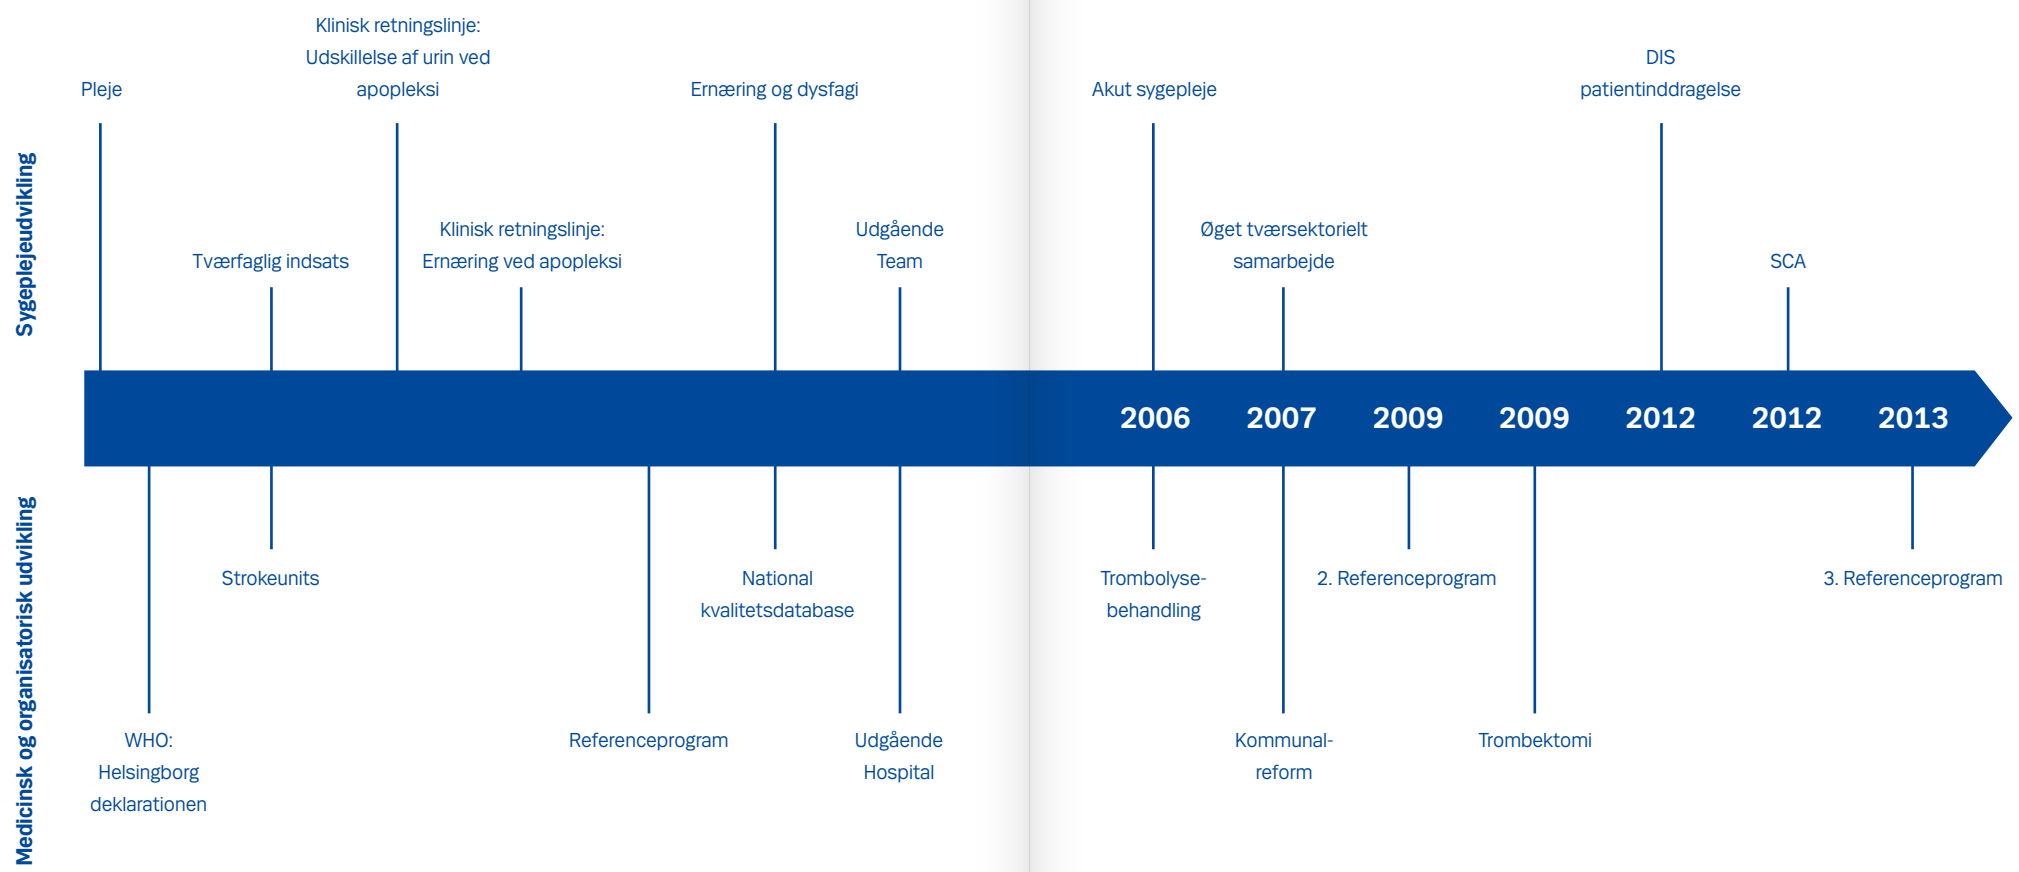 Sygeplejeudvikling
Pleje
Tværfaglig indsats
Klinisk retningslinje:
Udskillelse af urin ved
apopleksi
Klinisk retningslinje:
Ernæring ved apopleksi
Ernæring og dysfagi
Udgående
Team
Akut sygepleje
Øget tværsektorielt
samarbejde
DIS
patientinddragelse
SCA
2006 2007 2009 2009 2012 2012 2013
Medicinsk og organisatorisk udvikling
WHO:
Helsingborg
deklarationen
Strokeunits
Referenceprogram
National
kvalitetsdatabase
Udgående
Hospital
Trombolyse-
behandling
Kommunal-
reform
2. Referenceprogram
Trombektomi
3. Referenceprogram